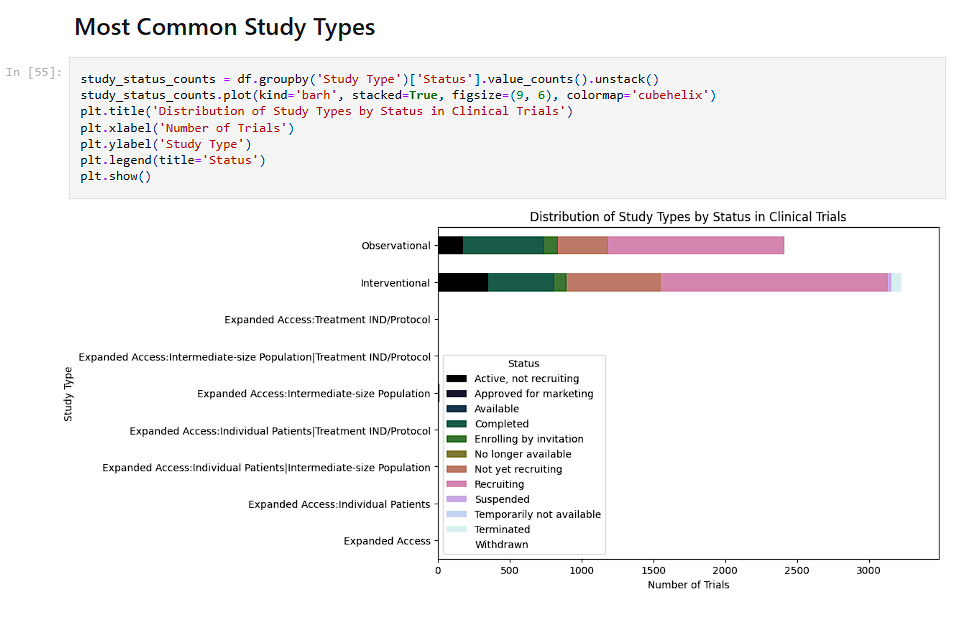 Most Common Study Types
In [55]:
study_status_counts = df.groupby('Study Type')['Status'].value_counts().unstack()
study_status_counts.plot(kind='barh', stacked=True, figsize=(9, 6), colormap='cubehelix')
plt.title('Distribution of Study Types by Status in Clinical Trials')
plt.xlabel('Number of Trials')
plt.ylabel('Study Type')
plt.legend(title='Status')
plt.show()
Distribution of Study Types by Status in Clinical Trials
Study Type
Observational
Interventional
Expanded Access:Treatment IND/Protocol
Expanded Access:Intermediate-size Population|Treatment IND/Protocol
Expanded Access:Intermediate-size Population
Expanded Access:Individual Patients|Treatment IND/Protocol
Expanded Access:Individual Patients|Intermediate-size Population
Expanded Access:Individual Patients
Expanded Access
Status
Active, not recruiting
Approved for marketing
Available
Completed
Enrolling by invitation
No longer available
Not yet recruiting
Recruiting
Suspended
Temporarily not available
Terminated
Withdrawn
0 500 1000 1500 2000 2500 3000
Number of Trials